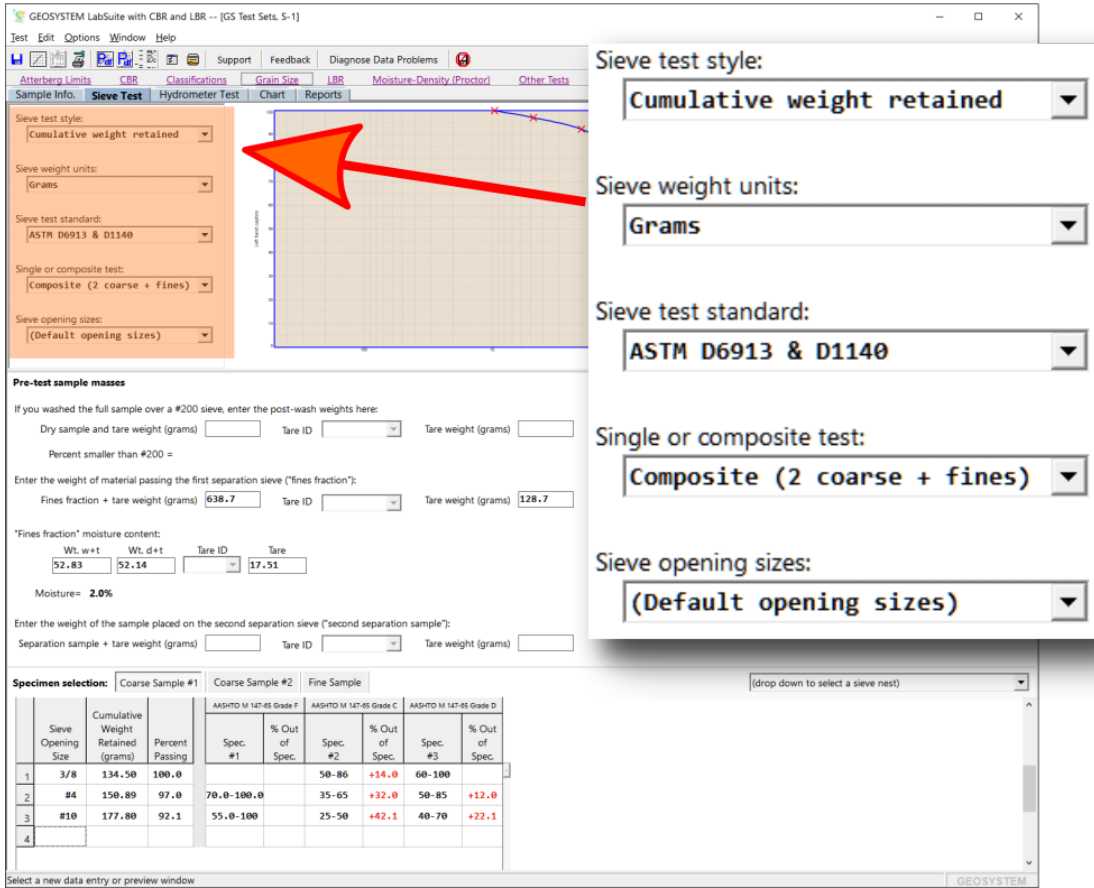 GEOSYSTEM LabSuite with CBR and LBR -- [GS Test Sets, S-1]
Test Edit Options Window Help
Support Feedback Diagnose Data Problems
Atterberg Limits CBR Classifications Grain Size LBR Moisture-Density (Proctor) Other Tests
Sample Info. Sieve Test Hydrometer Test Chart Reports
Sieve test style:
Cumulative weight retained
Sieve weight units:
Grams
Sieve test standard:
ASTM D6913 & D1140
Single or composite test:
Composite (2 coarse + fines)
Sieve opening sizes:
(Default opening sizes)
Sieve test style:
Cumulative weight retained
Sieve weight units:
Grams
Sieve test standard:
ASTM D6913 & D1140
Single or composite test:
Composite (2 coarse + fines)
Sieve opening sizes:
(Default opening sizes)
Pre-test sample masses
If you washed the full sample over a #200 sieve, enter the post-wash weights here:
Dry sample and tare weight (grams) Tare ID Tare weight (grams)
Percent smaller than #200 =
Enter the weight of material passing the first separation sieve ("fines fraction"):
Fines fraction + tare weight (grams) 638.7 Tare ID Tare weight (grams) 128.7
"Fines fraction" moisture content:
Wt. w+t Wt. d+t Tare ID Tare
52.83 52.14 17.51
Moisture= 2.0%
Enter the weight of the sample placed on the second separation sieve ("second separation sample"):
Separation sample + tare weight (grams) Tare ID Tare weight (grams)
Specimen selection: Coarse Sample #1 Coarse Sample #2 Fine Sample (drop down to select a sieve nest)
AASHTO M 147-65 Grade F AASHTO M 147-65 Grade C AASHTO M 147-65 Grade D
Sieve Opening Size Cumulative Weight Retained (grams) Percent Passing Spec. #1 % Out of Spec. Spec. #2 % Out of Spec. Spec. #3 % Out of Spec.
1 3/8 134.50 100.0 50-86 +14.0 60-100
2 #4 150.89 97.0 70.0-100.0 35-65 +32.0 50-85 +12.0
3 #10 177.80 92.1 55.0-100 25-50 +42.1 40-70 +22.1
4
Select a new data entry or preview window GEOSYSTEM